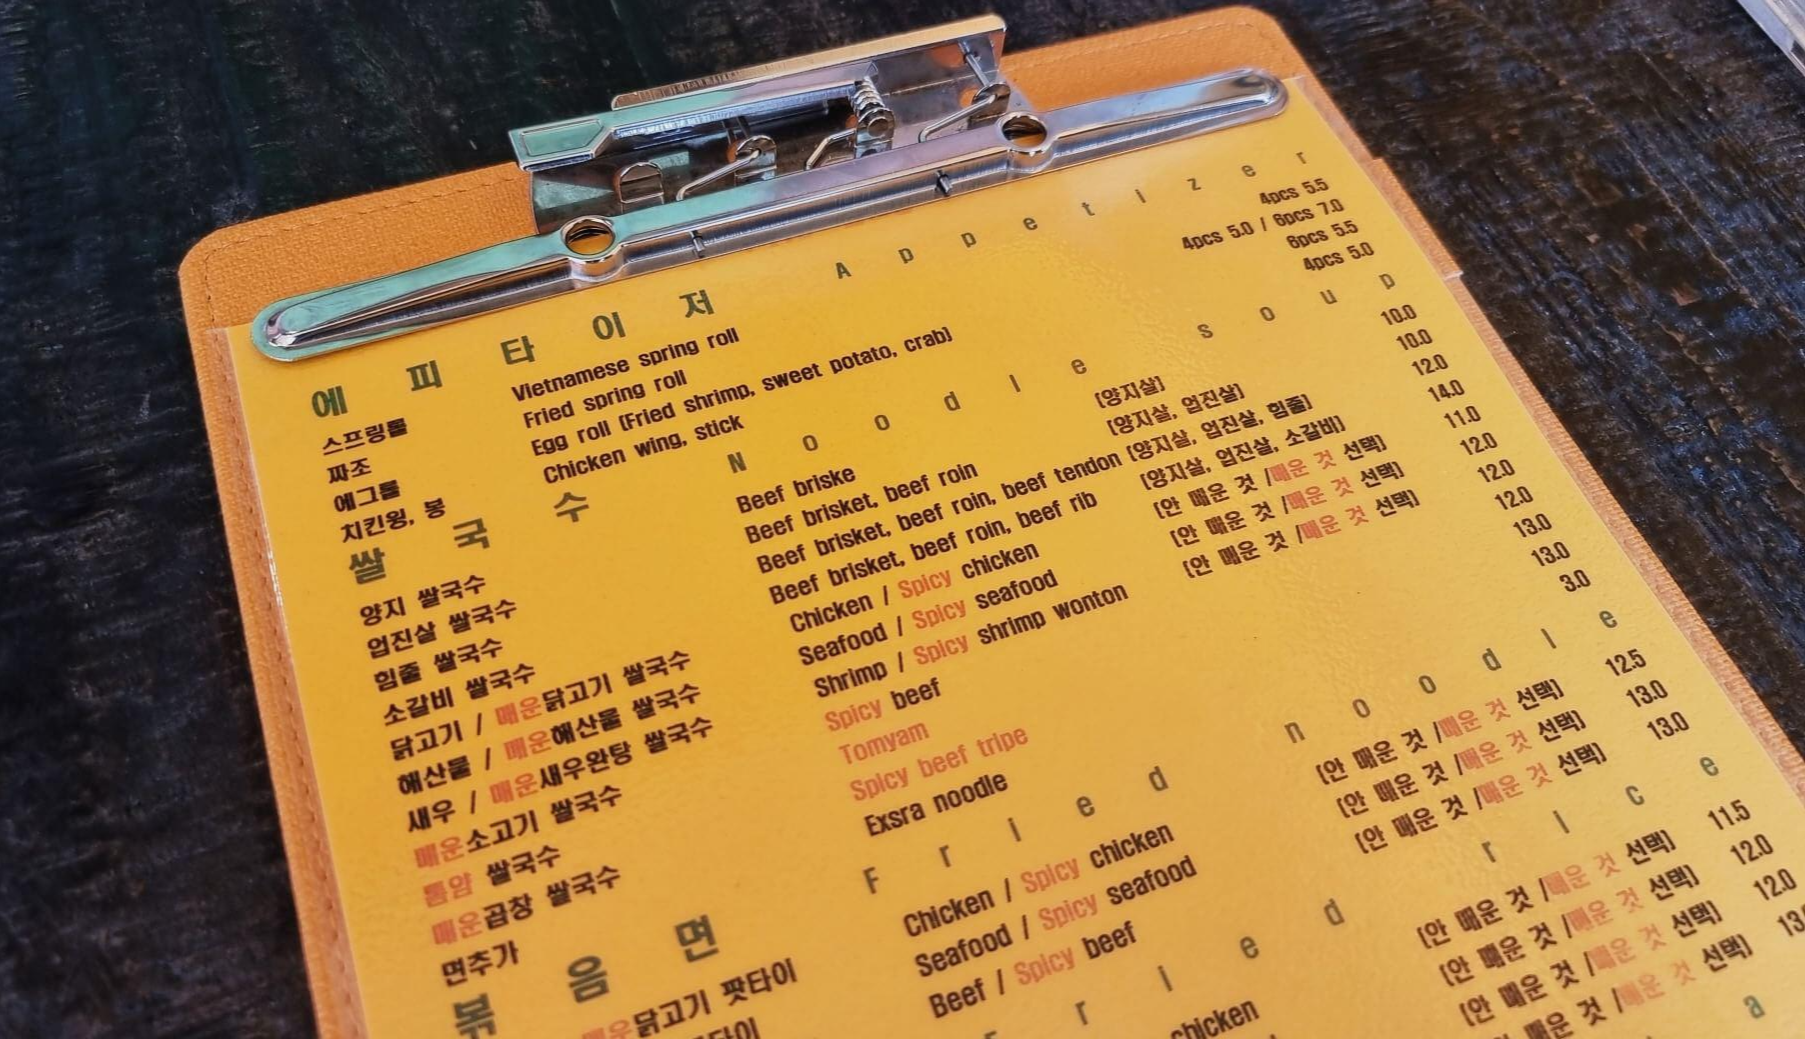 에피타이저 Appetizer
스프링롤 Vietnamese spring roll 4pcs 5.5
짜조 Fried spring roll 4pcs 5.0 / 6pcs 7.0
에그롤 Egg roll [Fried shrimp, sweet potato, crab] 6pcs 5.5
치킨윙, 봉 Chicken wing, stick 4pcs 5.0
쌀국수 Noodle soup
양지 쌀국수 Beef briske [양지살] 10.0
업진살 쌀국수 Beef brisket, beef roin [양지살, 업진살] 10.0
힘줄 쌀국수 Beef brisket, beef roin, beef tendon [양지살, 업진살, 힘줄] 12.0
소갈비 쌀국수 Beef brisket, beef roin, beef rib [양지살, 업진살, 소갈비] 14.0
닭고기 / 매운닭고기 쌀국수 Chicken / Spicy chicken [안 매운 것 /매운 것 선택] 11.0
해산물 / 매운해산물 쌀국수 Seafood / Spicy seafood [안 매운 것 /매운 것 선택] 12.0
새우 / 매운새우완탕 쌀국수 Shrimp / Spicy shrimp wonton [안 매운 것 /매운 것 선택] 12.0
매운소고기 쌀국수 Spicy beef 12.0
톰얌 쌀국수 Tomyam 13.0
매운곱창 쌀국수 Spicy beef tripe 13.0
면추가 Exsra noodle 3.0
볶음면 Fried noodle
매운닭고기 팟타이 Chicken / Spicy chicken [안 매운 것 /매운 것 선택] 12.5
Seafood / Spicy seafood [안 매운 것 /매운 것 선택] 13.0
Beef / Spicy beef [안 매운 것 /매운 것 선택] 13.0
Fried rice
chicken [안 매운 것 /매운 것 선택] 11.5
[안 매운 것 /매운 것 선택] 12.0
[안 매운 것 /매운 것 선택] 12.0
매운 것 /매운 것 선택]